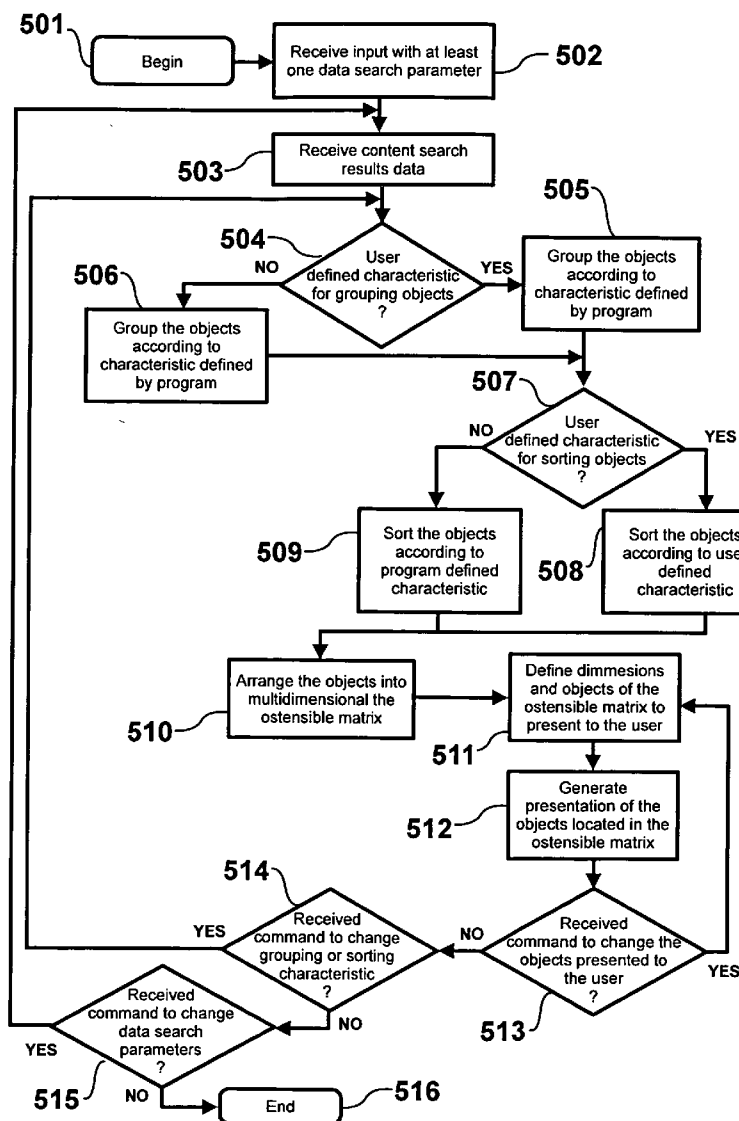 501
Begin
Receive input with at least
one data search parameter
502
503
Receive content search
results data
504
User
defined characteristic
for grouping objects
?
NO
YES
505
Group the objects
according to
characteristic defined
by program
506
Group the objects
according to
characteristic defined
by program
507
User
defined characteristic
for sorting objects
?
NO
YES
509
Sort the objects
according to
program defined
characteristic
508
Sort the objects
according to use
defined
characteristic
510
Arrange the objects into
multidimensional the
ostensible matrix
511
Define dimmesions
and objects of the
ostensible matrix to
present to the user
512
Generate
presentation of the
objects located in the
ostensible matrix
513
Received
command to change the
objects presented to
the user
?
NO
YES
514
Received
command to change
grouping or sorting
characteristic
?
YES
NO
515
Received
command to change
data search
parameters
?
YES
NO
End
516